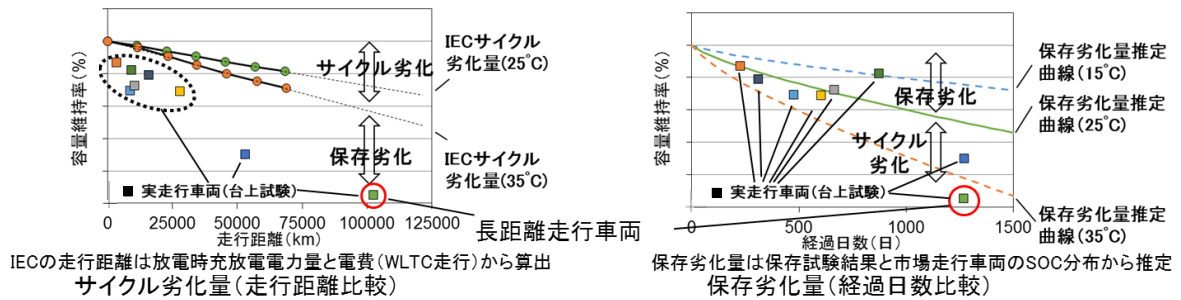 容量維持率(%)
IECサイクル
劣化量(25℃)
サイクル劣化
保存劣化
IECサイクル
劣化量(35℃)
■ 実走行車両(台上試験)
0 25000 50000 75000 100000 125000
走行距離(km)
長距離走行車両
IECの走行距離は放電時充放電電力量と電費(WLTC走行)から算出
サイクル劣化量(走行距離比較)
容量維持率(%)
保存劣化量推定
曲線(15℃)
保存劣化
保存劣化量推定
曲線(25℃)
サイクル
劣化
■ 実走行車両(台上試験)
保存劣化量推定
曲線(35℃)
0 500 1000 1500
経過日数(日)
保存劣化量は保存試験結果と市場走行車両のSOC分布から推定
保存劣化量(経過日数比較)